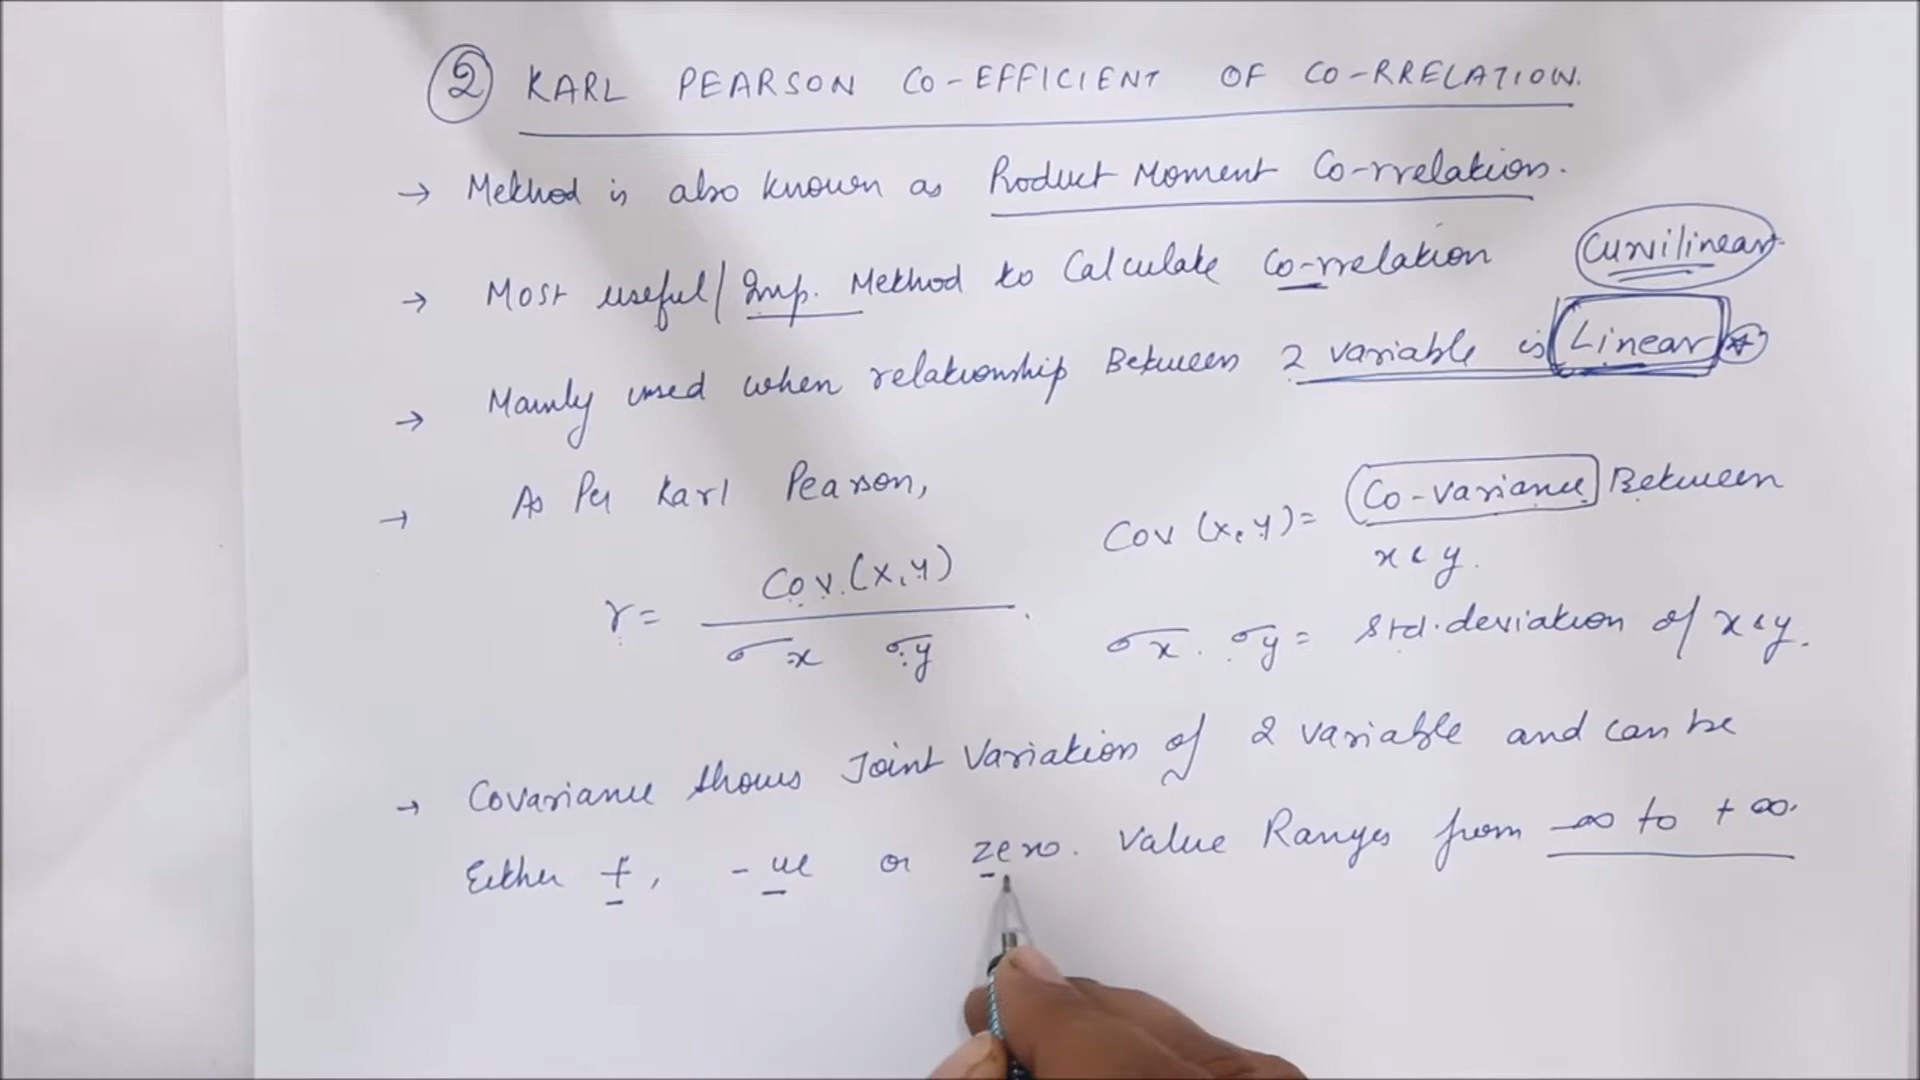 ② KARL PEARSON CO-EFFICIENT OF CO-RRELATION.
→ Method is also known as Product Moment Co-rrelation.
→ Most useful/Imp. Method to Calculate Co-rrelation
Curvilinear
→ Mainly used when relationship Between 2 variable is Linear *
→ As Per Karl Pearson,
r = Cov.(x,y)
σx σy
Cov (x,y) = Co-variance Between
x & y.
σx. σy = Std.deviation of x & y.
→ Covariance shows Joint Variation of 2 variable and can be
Either +, -ve or zero. Value Ranges from -∞ to +∞.